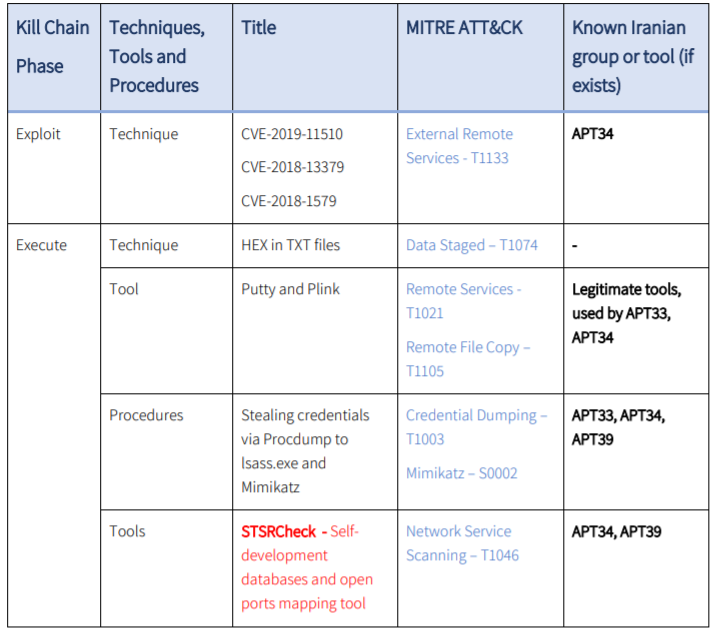 Kill Chain
Phase
Techniques,
Tools and
Procedures
Title
MITRE ATT&CK
Known Iranian
group or tool (if
exists)
Exploit
Technique
CVE-2019-11510
CVE-2018-13379
CVE-2018-1579
External Remote
Services - T1133
APT34
Execute
Technique
HEX in TXT files
Data Staged – T1074
-
Tool
Putty and Plink
Remote Services -
T1021
Remote File Copy –
T1105
Legitimate tools,
used by APT33,
APT34
Procedures
Stealing credentials
via Procdump to
lsass.exe and
Mimikatz
Credential Dumping –
T1003
Mimikatz – S0002
APT33, APT34,
APT39
Tools
STSRCheck - Self-
development
databases and open
ports mapping tool
Network Service
Scanning – T1046
APT34, APT39